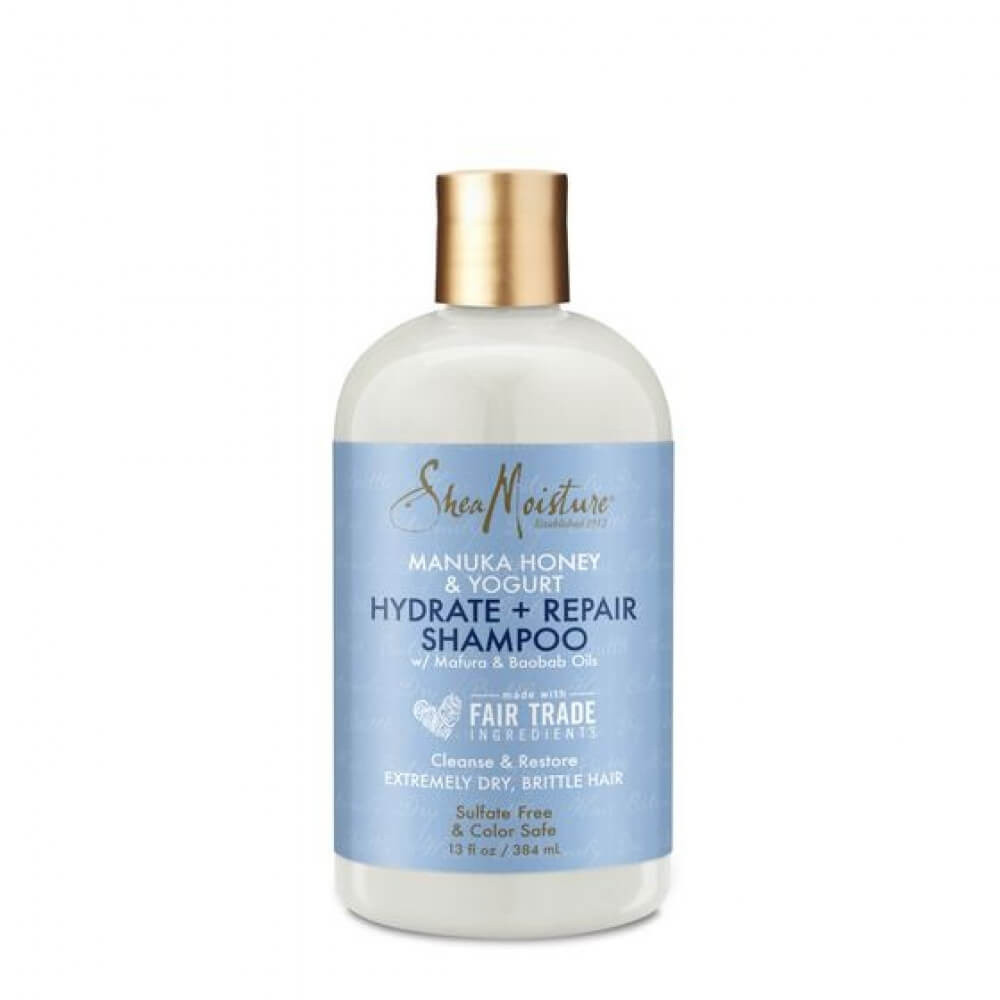 SheaMoisture®
Established 1912
MANUKA HONEY
& YOGURT
HYDRATE + REPAIR
SHAMPOO
w/ Mafura & Baobab Oils
made with
FAIR TRADE
INGREDIENTS
Cleanse & Restore
EXTREMELY DRY, BRITTLE HAIR
Sulfate Free
& Color Safe
13 fl oz / 384 mL